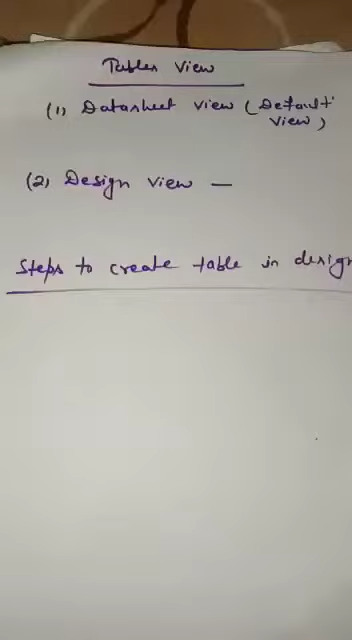 Tables View
(1) Datasheet view (Default
view)
(2) Design view —
Steps to create table in design